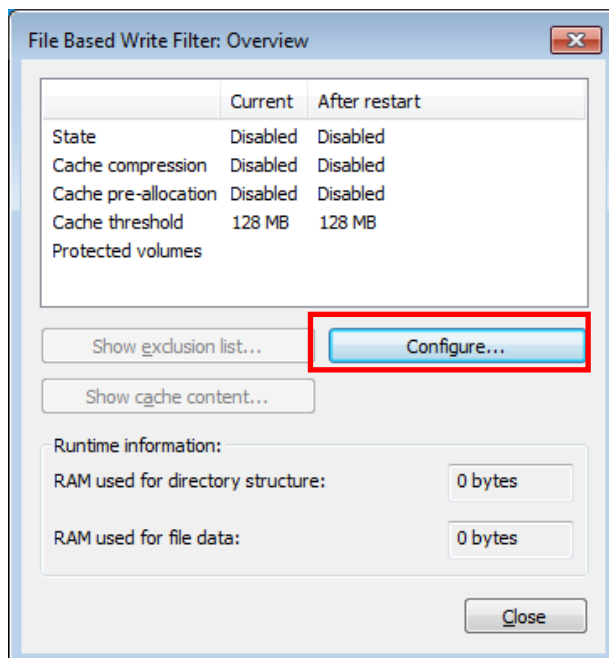 File Based Write Filter: Overview
Current After restart
State Disabled Disabled
Cache compression Disabled Disabled
Cache pre-allocation Disabled Disabled
Cache threshold 128 MB 128 MB
Protected volumes
Show exclusion list... Configure...
Show cache content...
Runtime information:
RAM used for directory structure: 0 bytes
RAM used for file data: 0 bytes
Close